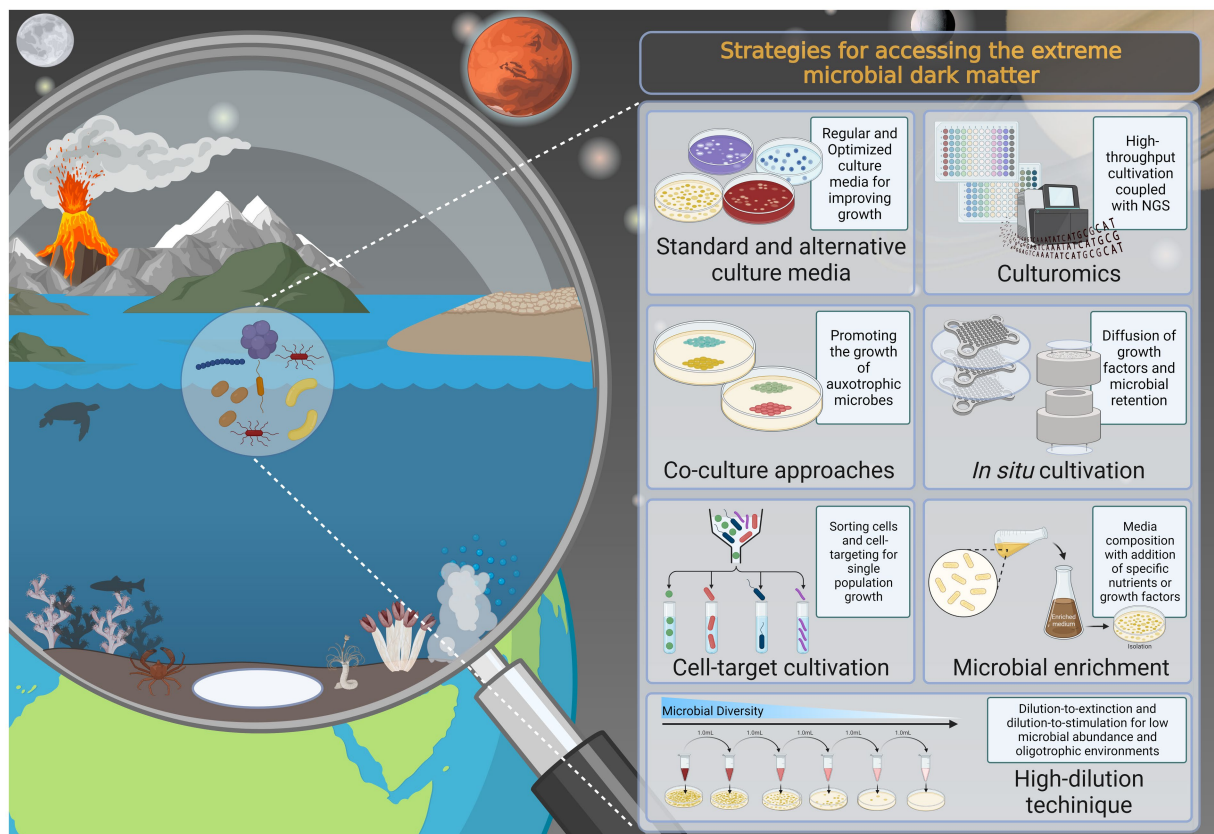 Strategies for accessing the extreme
microbial dark matter
Regular and
Optimized
culture
media for
improving
growth
Standard and alternative
culture media
High-
throughput
cultivation
coupled
with NGS
Culturomics
Promoting
the growth
of
auxotrophic
microbes
Co-culture approaches
Diffusion of
growth
factors and
microbial
retention
In situ cultivation
Sorting cells
and cell-
targeting for
single
population
growth
Cell-target cultivation
Media
composition
with addition
of specific
nutrients or
growth factors
Enriched
medium
Isolation
Microbial enrichment
Microbial Diversity
1.0mL
1.0mL
1.0mL
1.0mL
1.0mL
Dilution-to-extinction and
dilution-to-stimulation for low
microbial abundance and
oligotrophic environments
High-dilution
techinique